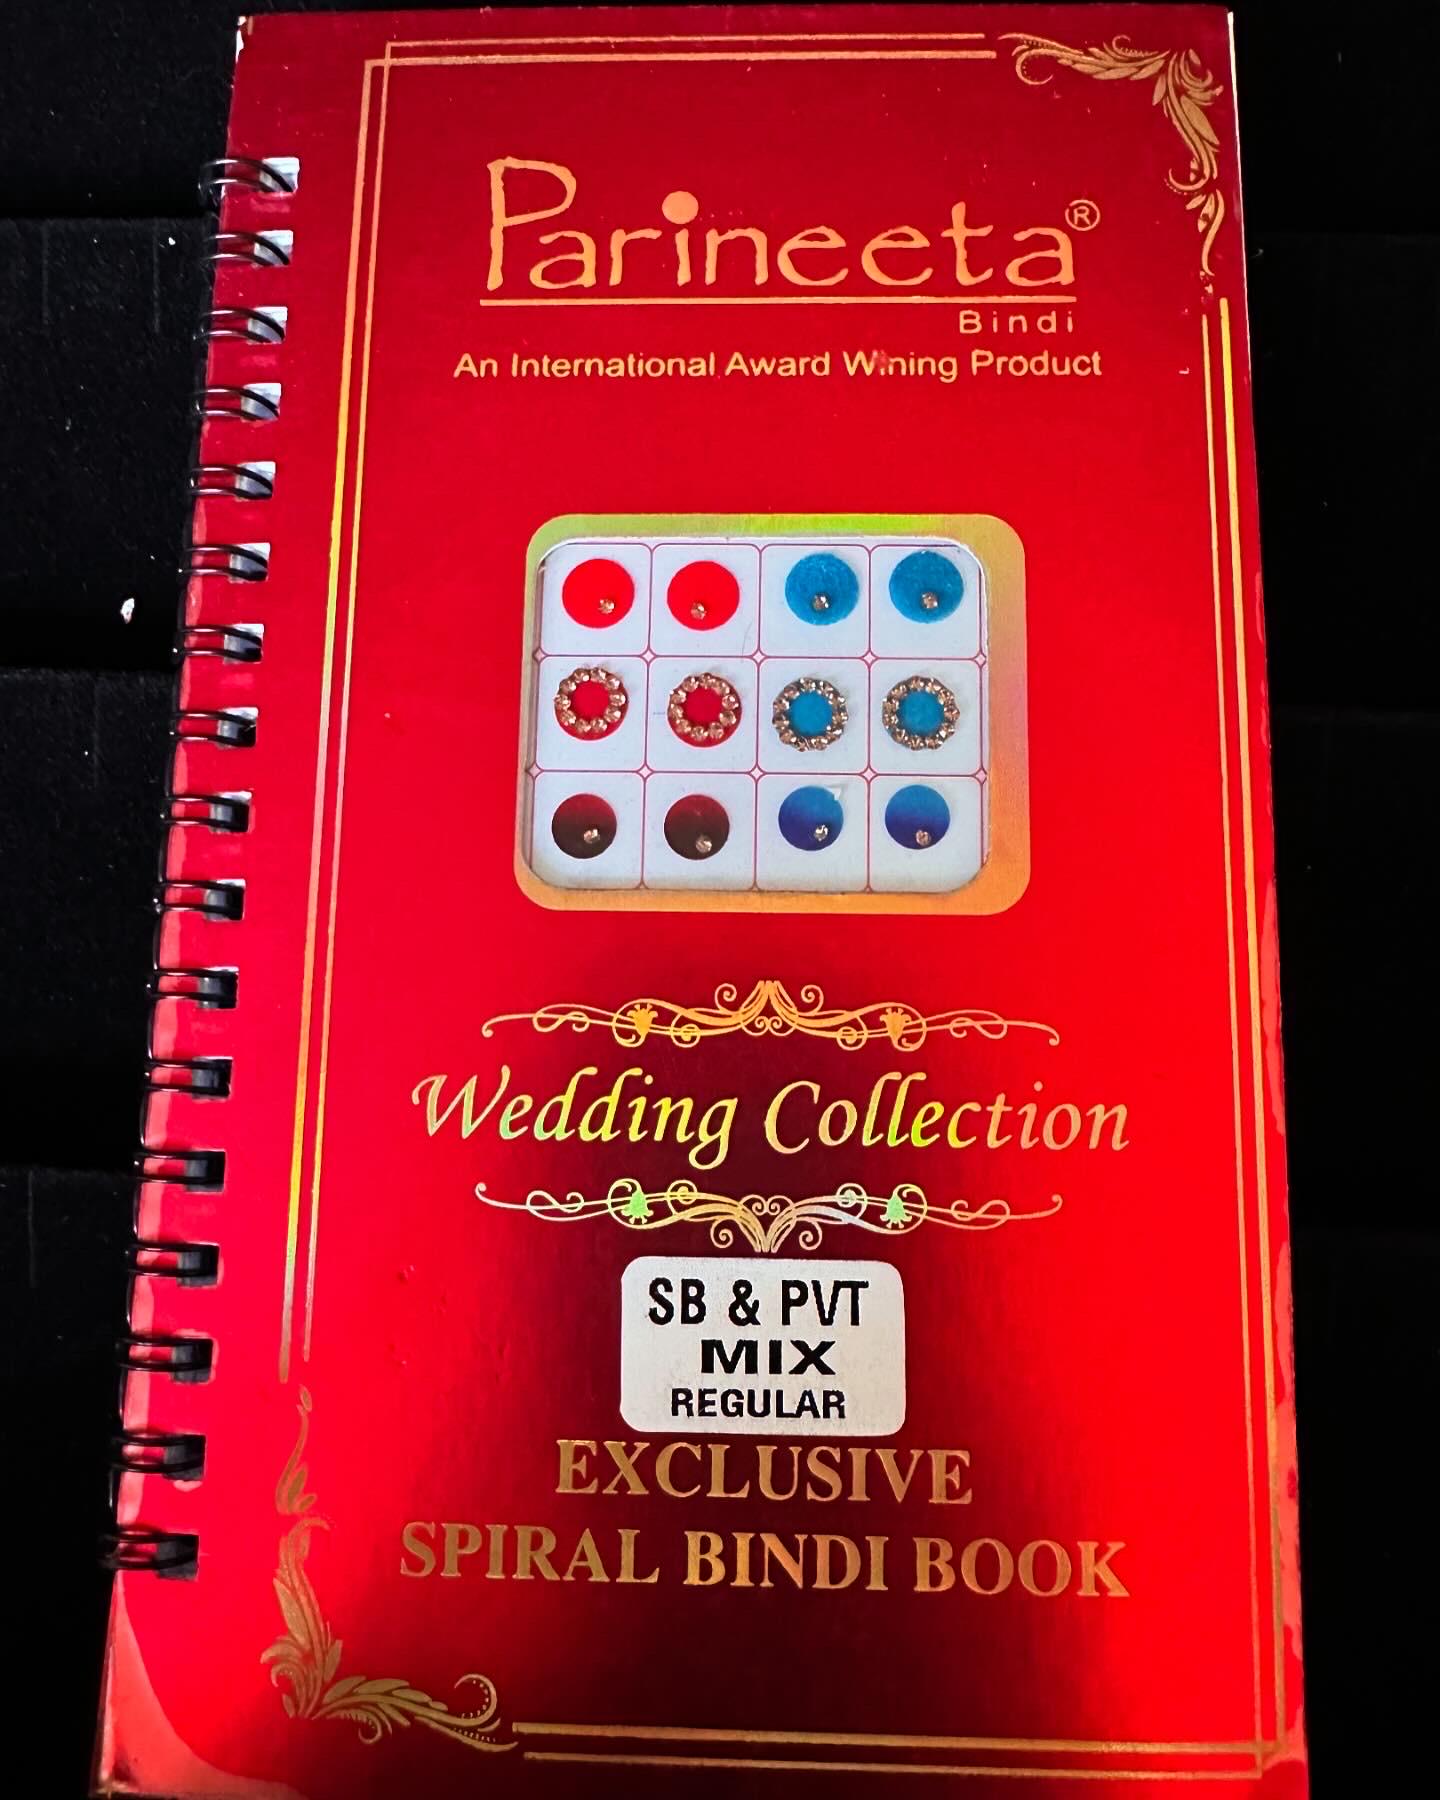 Parineeta®
Bindi
An International Award Wining Product
Wedding Collection
SB & PVT
MIX
REGULAR
EXCLUSIVE
SPIRAL BINDI BOOK